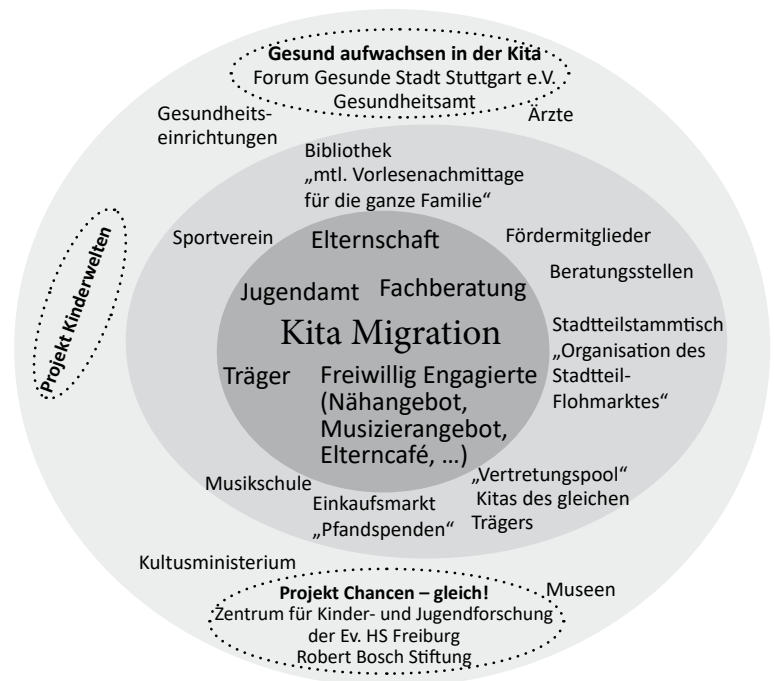 Gesund aufwachsen in der Kita
Forum Gesunde Stadt Stuttgart e.V.
Gesundheitsamt
Gesundheits-
einrichtungen
Ärzte
Bibliothek
„mtl. Vorlesenachmittage
für die ganze Familie“
Sportverein
Elternschaft
Fördermitglieder
Beratungsstellen
Projekt Kinderwelten
Jugendamt
Fachberatung
Kita Migration
Stadtteilstammtisch
„Organisation des
Stadtteil-
Flohmarktes“
Träger
Freiwillig Engagierte
(Nähangebot,
Musizierangebot,
Elterncafé, ...)
Musikschule
Einkaufsmarkt
„Pfandspenden“
„Vertretungspool“
Kitas des gleichen
Trägers
Kultusministerium
Projekt Chancen – gleich!
Zentrum für Kinder- und Jugendforschung
der Ev. HS Freiburg
Robert Bosch Stiftung
Museen